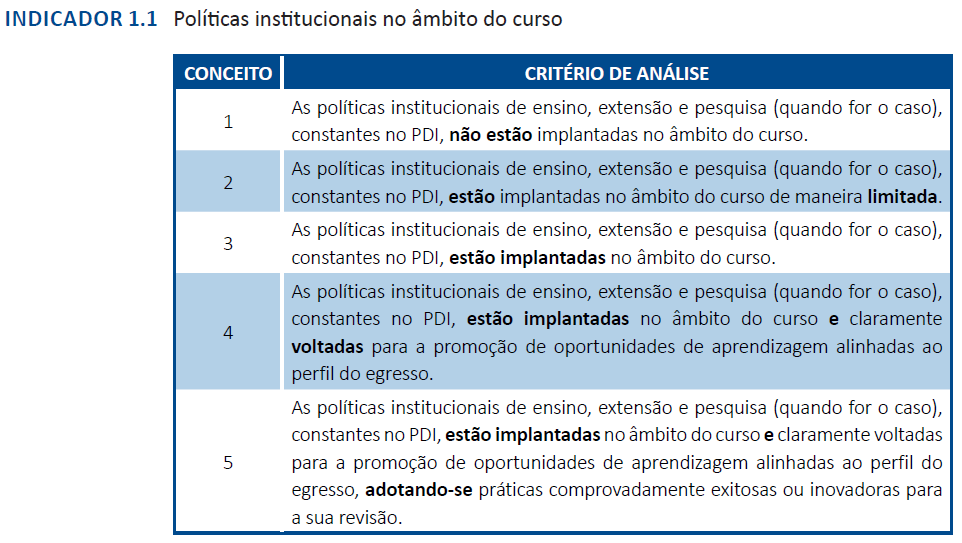 INDICADOR 1.1 Políticas institucionais no âmbito do curso
CONCEITO CRITÉRIO DE ANÁLISE
1
As políticas institucionais de ensino, extensão e pesquisa (quando for o caso),
constantes no PDI, não estão implantadas no âmbito do curso.
2
As políticas institucionais de ensino, extensão e pesquisa (quando for o caso),
constantes no PDI, estão implantadas no âmbito do curso de maneira limitada.
3
As políticas institucionais de ensino, extensão e pesquisa (quando for o caso),
constantes no PDI, estão implantadas no âmbito do curso.
4
As políticas institucionais de ensino, extensão e pesquisa (quando for o caso),
constantes no PDI, estão implantadas no âmbito do curso e claramente
voltadas para a promoção de oportunidades de aprendizagem alinhadas ao
perfil do egresso.
5
As políticas institucionais de ensino, extensão e pesquisa (quando for o caso),
constantes no PDI, estão implantadas no âmbito do curso e claramente voltadas
para a promoção de oportunidades de aprendizagem alinhadas ao perfil do
egresso, adotando-se práticas comprovadamente exitosas ou inovadoras para
a sua revisão.